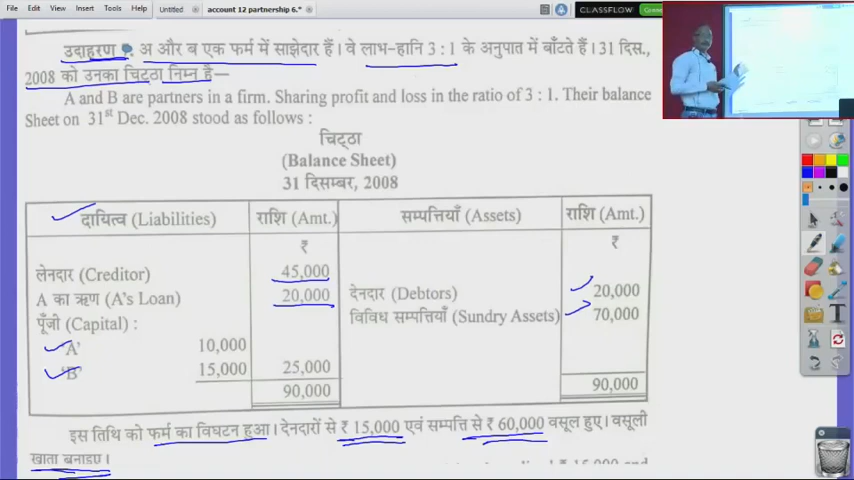 File Edit View Insert Tools Help Untitled account 12 partnership 6.* CLASSFLOW
उदाहरण 9. अ और ब एक फर्म में साझेदार हैं। वे लाभ-हानि 3 : 1 के अनुपात में बाँटते हैं। 31 दिस.,
2008 को उनका चिट्ठा निम्न है—
A and B are partners in a firm. Sharing profit and loss in the ratio of 3 : 1. Their balance
Sheet on 31st Dec. 2008 stood as follows :
चिट्ठा
(Balance Sheet)
31 दिसम्बर, 2008
दायित्व (Liabilities) राशि (Amt.) सम्पत्तियाँ (Assets) राशि (Amt.)
₹ ₹
लेनदार (Creditor) 45,000
A का ऋण (A's Loan) 20,000 देनदार (Debtors) 20,000
पूँजी (Capital) : विविध सम्पत्तियाँ (Sundry Assets) 70,000
'A' 10,000
'B' 15,000 25,000
90,000 90,000
इस तिथि को फर्म का विघटन हुआ। देनदारों से ₹ 15,000 एवं सम्पत्ति से ₹ 60,000 वसूल हुए। वसूली
खाता बनाइए।